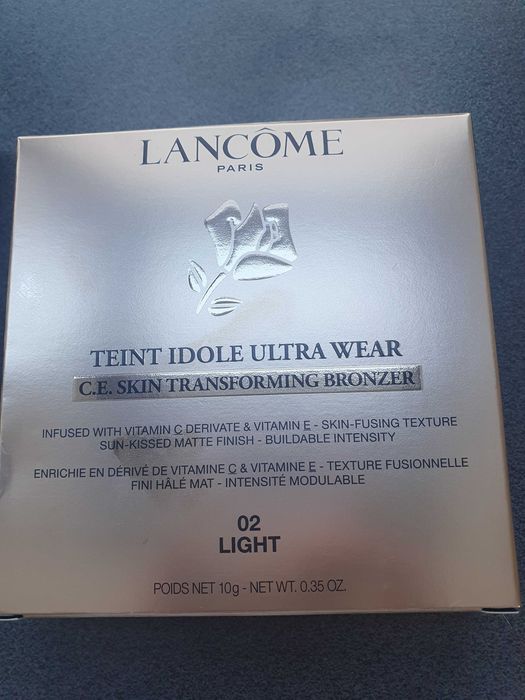 LANCÔME
PARIS
TEINT IDOLE ULTRA WEAR
C.E. SKIN TRANSFORMING BRONZER
INFUSED WITH VITAMIN C DERIVATE & VITAMIN E - SKIN-FUSING TEXTURE
SUN-KISSED MATTE FINISH - BUILDABLE INTENSITY
ENRICHIE EN DÉRIVÉ DE VITAMINE C & VITAMINE E - TEXTURE FUSIONNELLE
FINI HÂLÉ MAT - INTENSITÉ MODULABLE
02
LIGHT
POIDS NET 10g - NET WT. 0.35 OZ.